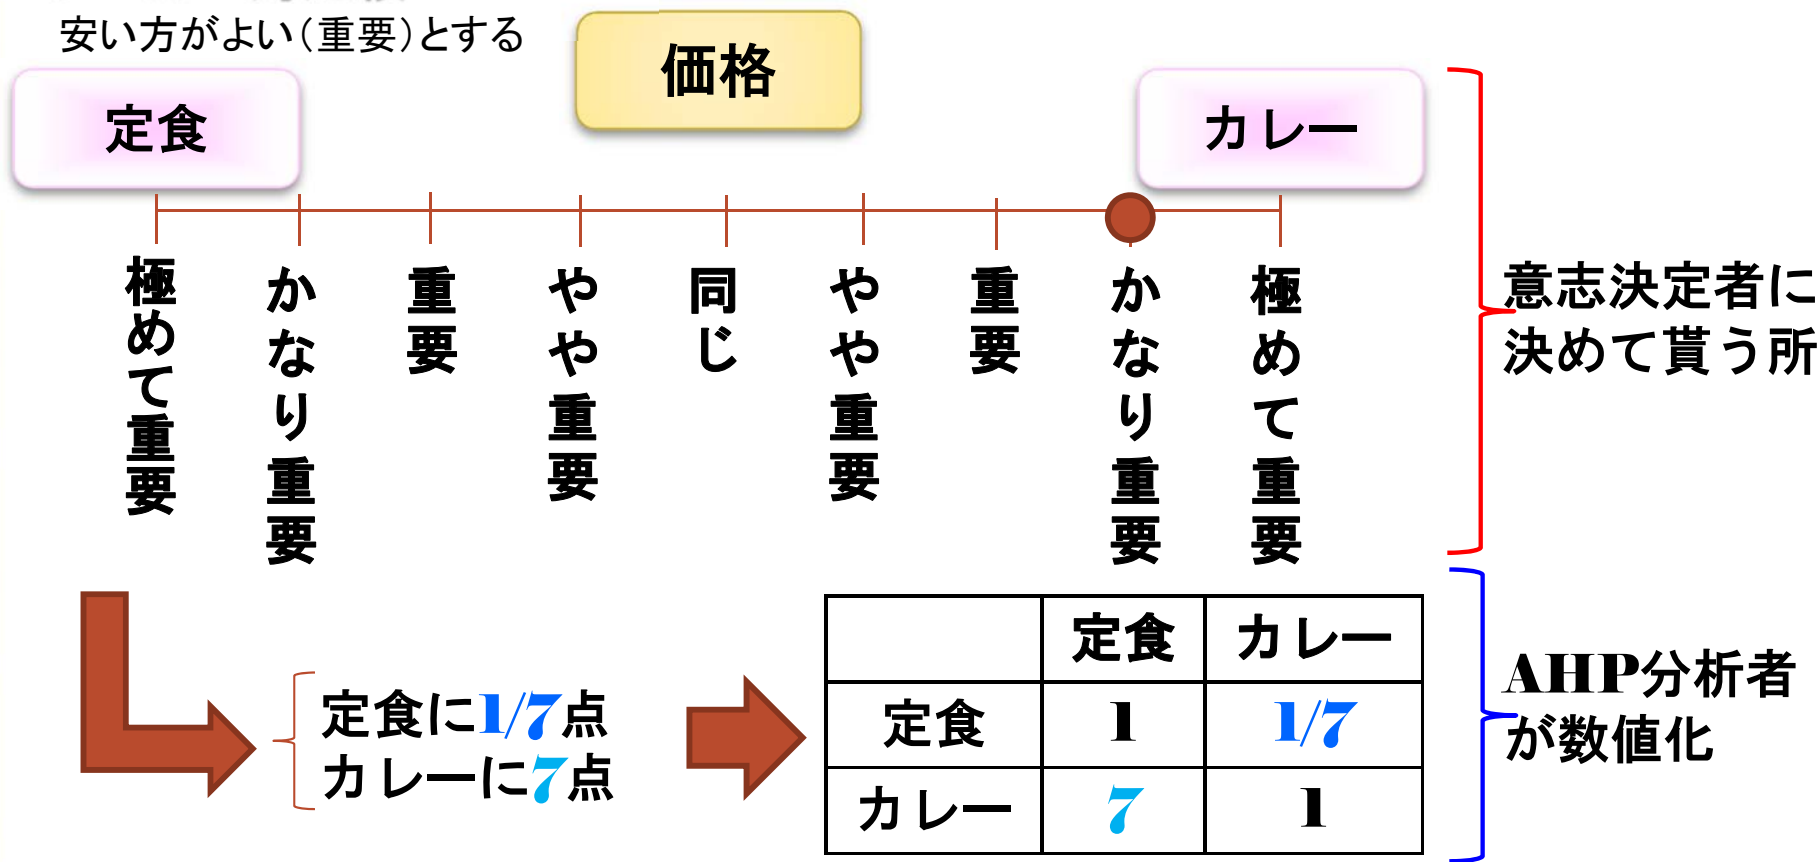 安い方がよい（重要）とする
価格
定食
カレー
極めて重要
かなり重要
重要
やや重要
同じ
やや重要
重要
かなり重要
極めて重要
意志決定者に
決めて貰う所
定食に1/7点
カレーに7点
定食 カレー
定食 1 1/7
カレー 7 1
AHP分析者
が数値化